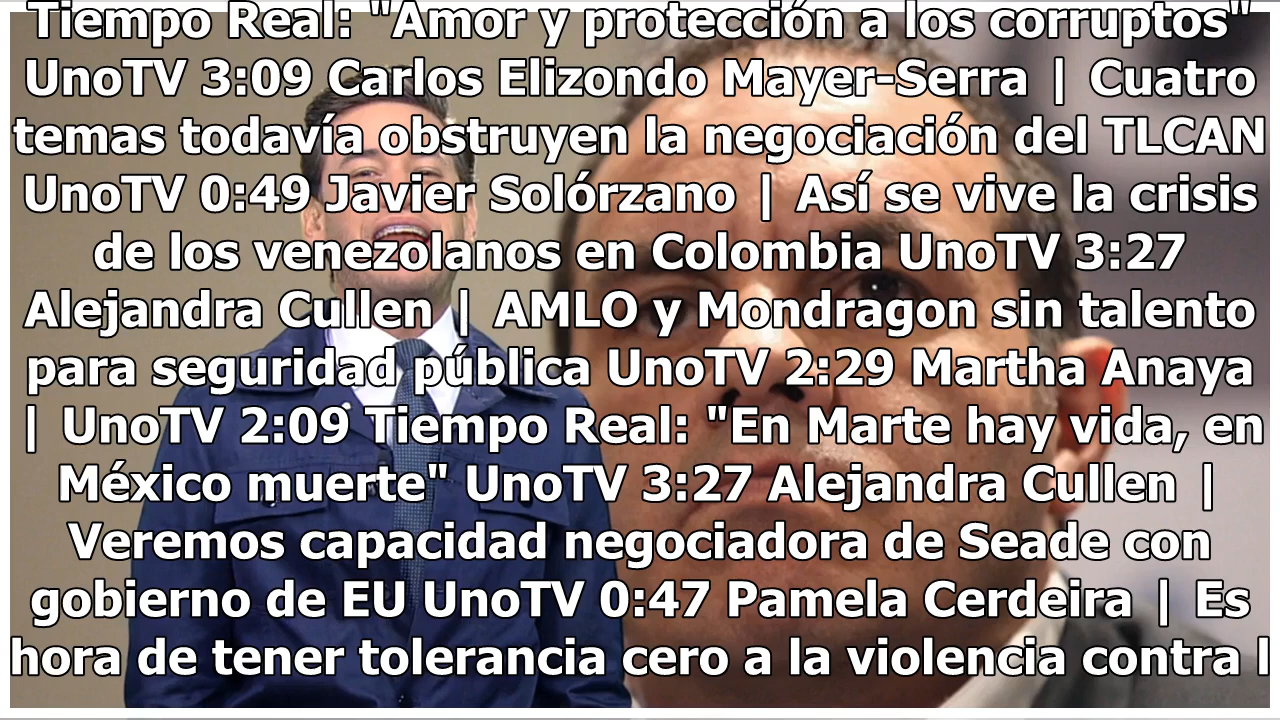 Tiempo Real: "Amor y protección a los corruptos"
UnoTV 3:09 Carlos Elizondo Mayer-Serra | Cuatro
temas todavía obstruyen la negociación del TLCAN
UnoTV 0:49 Javier Solórzano | Así se vive la crisis
de los venezolanos en Colombia UnoTV 3:27
Alejandra Cullen | AMLO y Mondragon sin talento
para seguridad pública UnoTV 2:29 Martha Anaya
| UnoTV 2:09 Tiempo Real: "En Marte hay vida, en
México muerte" UnoTV 3:27 Alejandra Cullen |
Veremos capacidad negociadora de Seade con
gobierno de EU UnoTV 0:47 Pamela Cerdeira | Es
hora de tener tolerancia cero a la violencia contra l